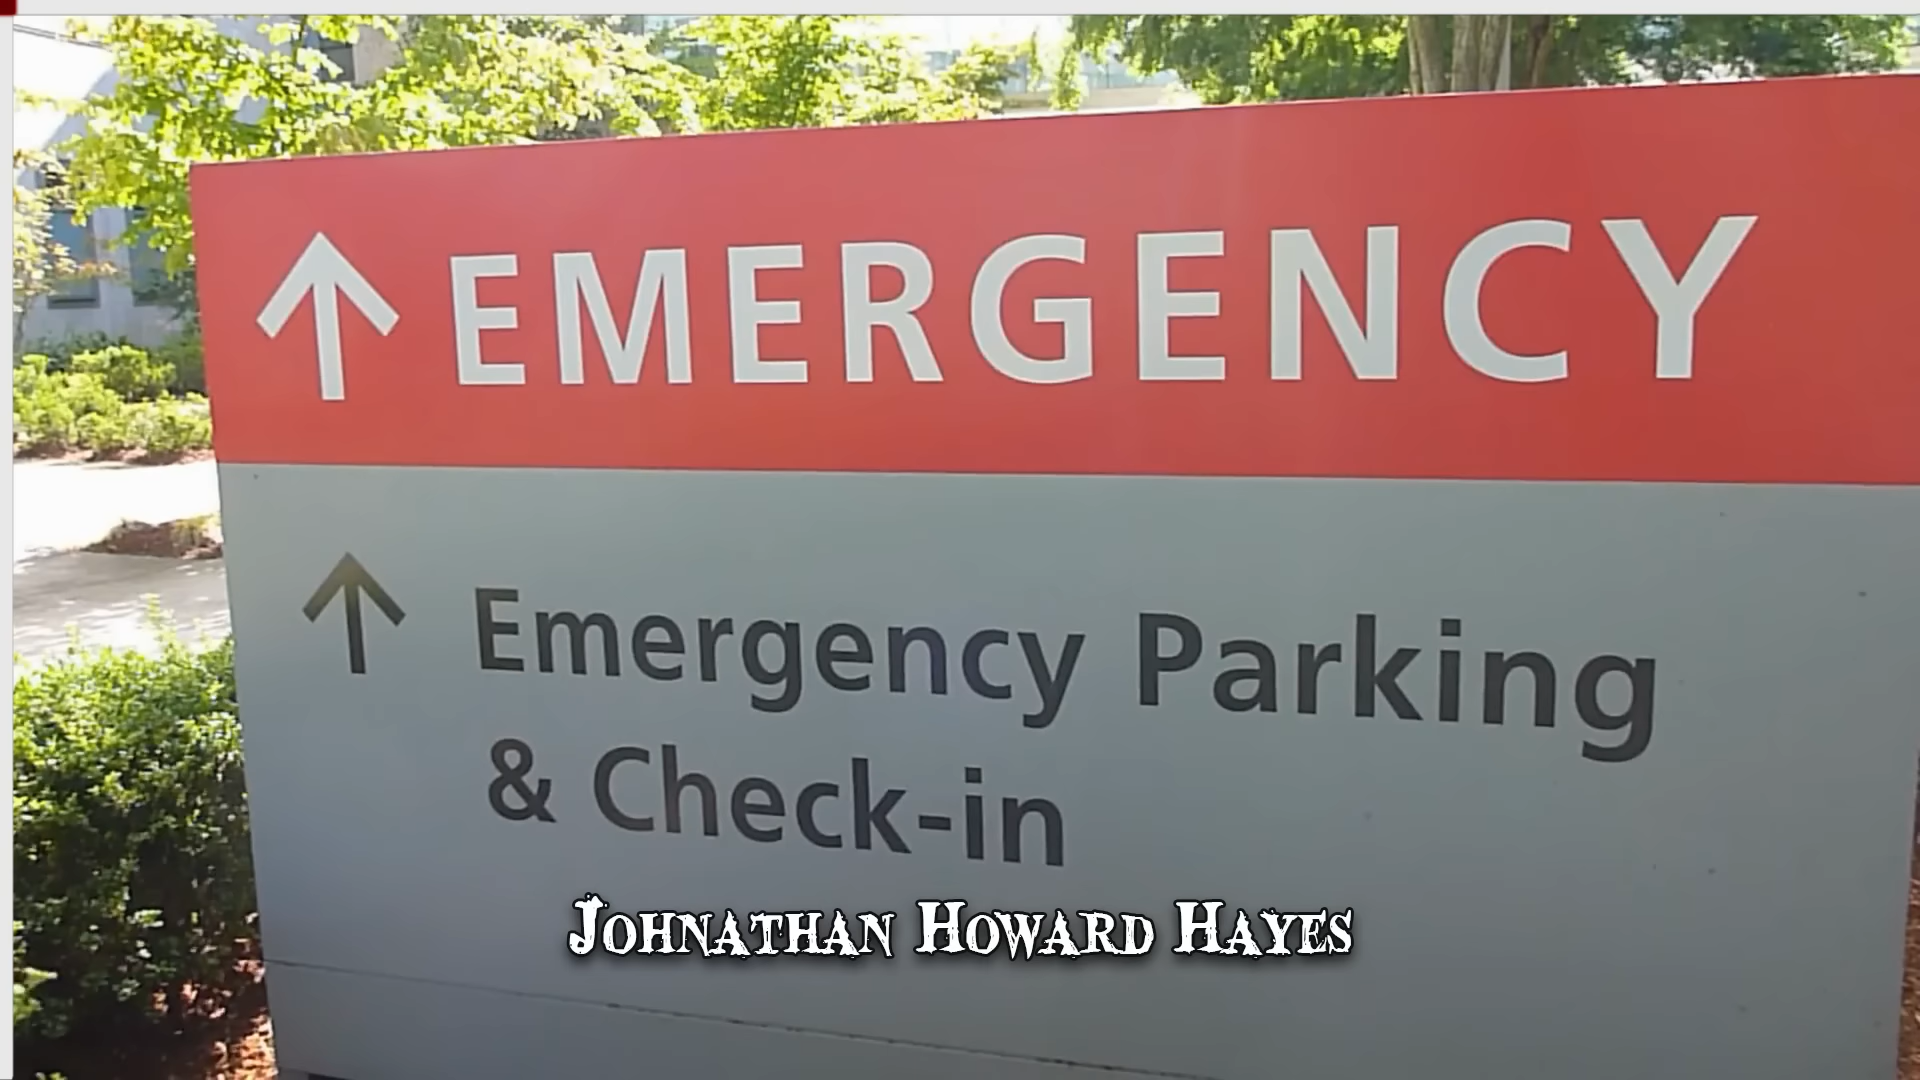 ↑ EMERGENCY
↑ Emergency Parking
& Check-in
Johnathan Howard Hayes